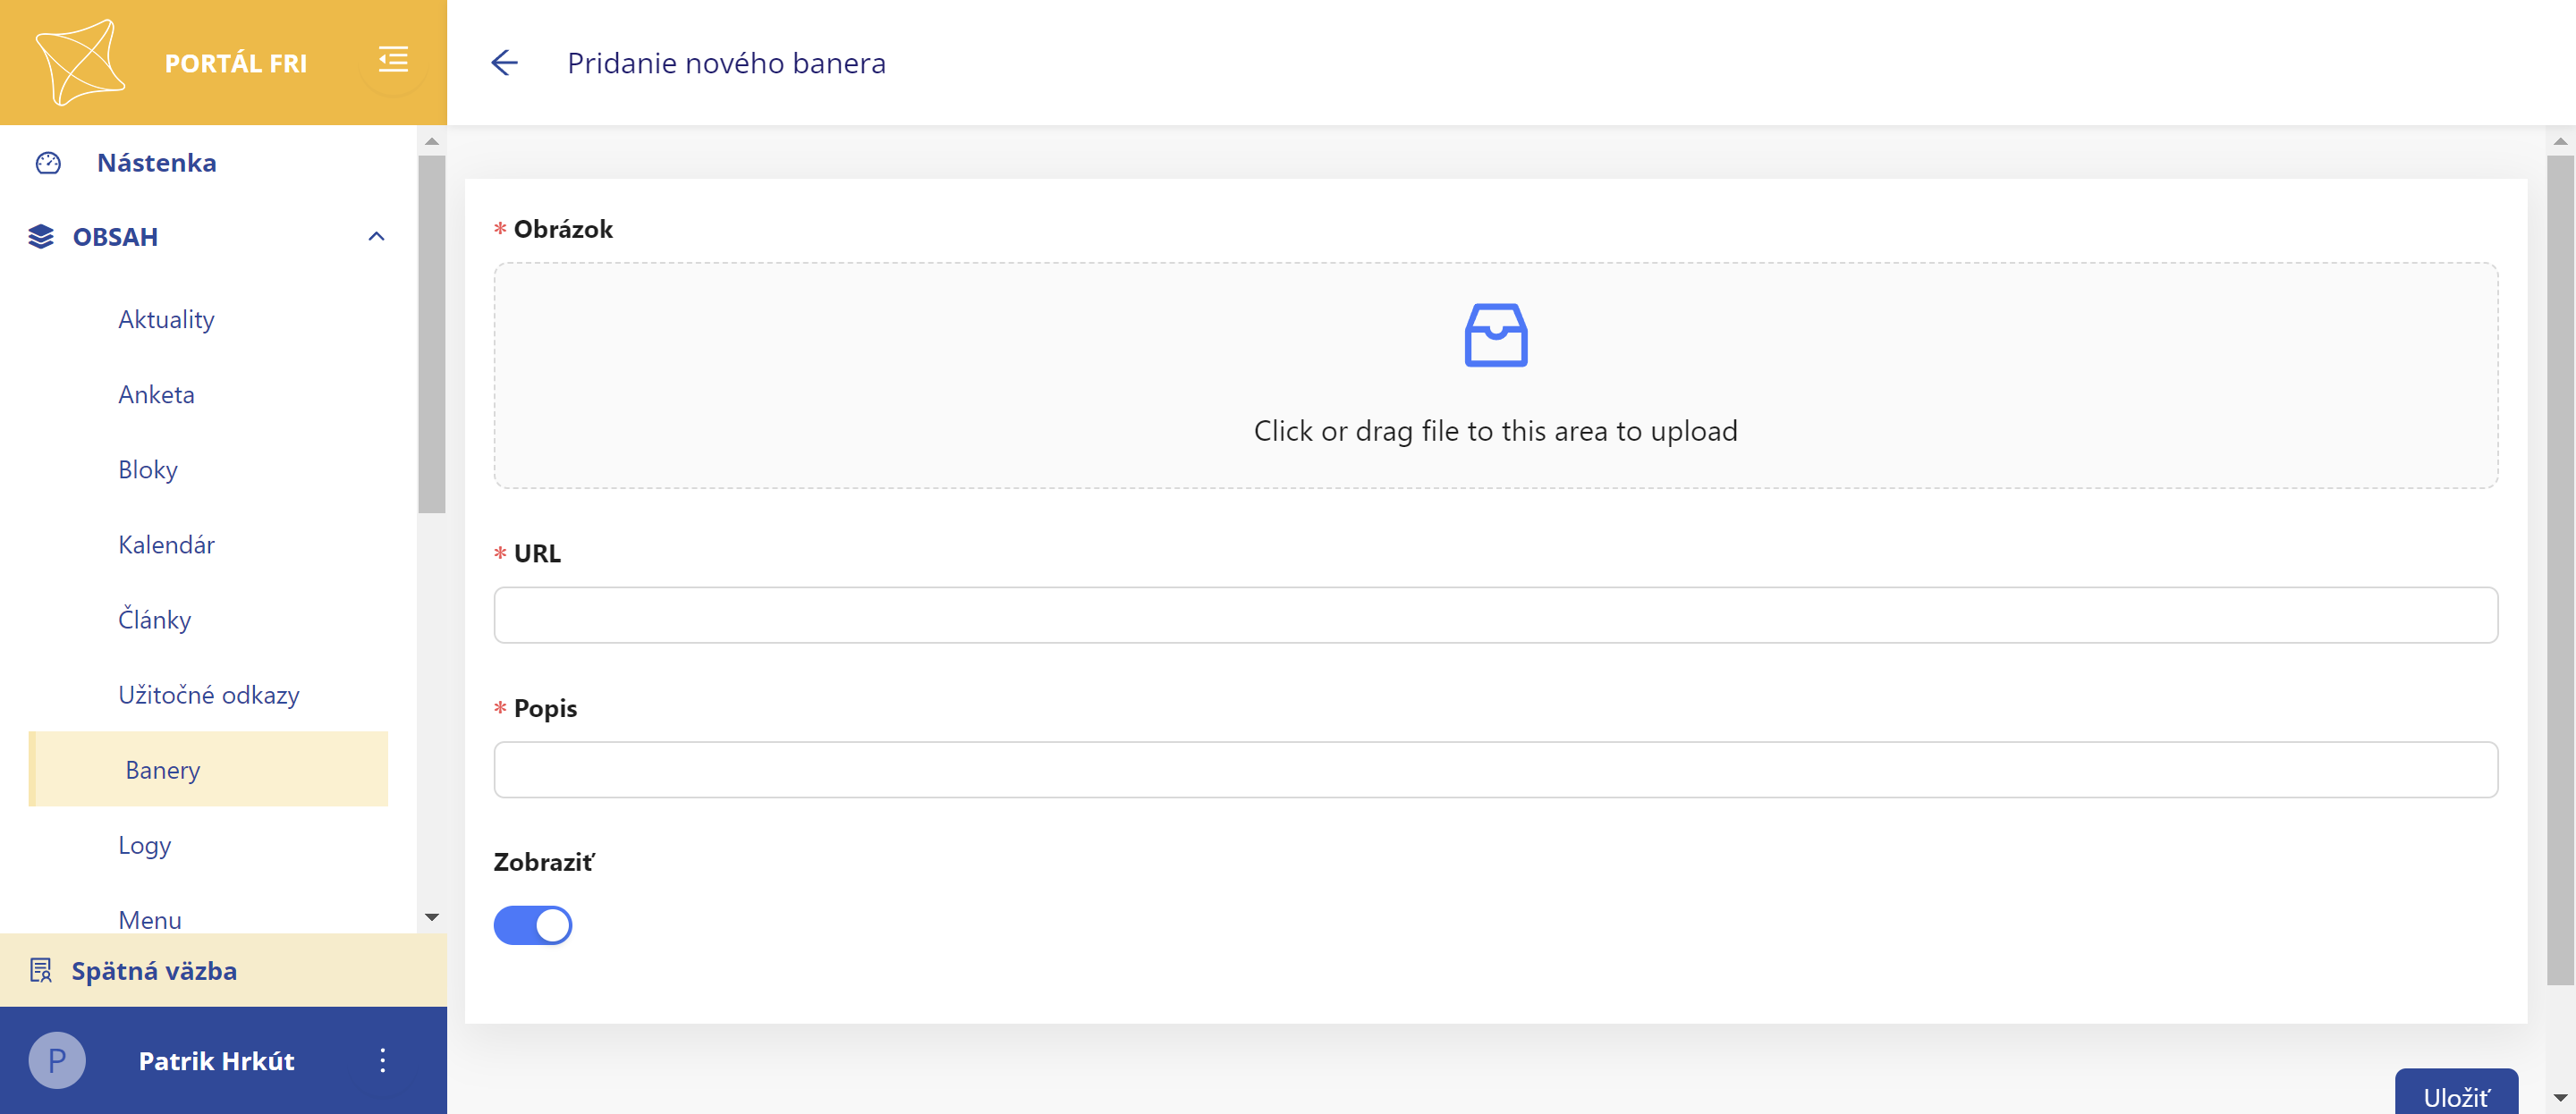 PORTÁL FRI
Pridanie nového banera
Nástenka
OBSAH
Aktuality
Anketa
Bloky
Kalendár
Články
Užitočné odkazy
Banery
Logy
Menu
Spätná väzba
P
Patrik Hrkút
* Obrázok
Click or drag file to this area to upload
* URL
* Popis
Zobraziť
Uložiť